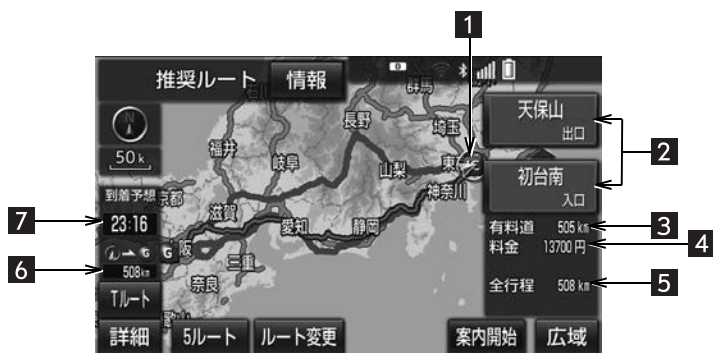 1
推奨ルート 情報
石川
群馬
天保山
出口
長野
埼玉
50k
福井
岐阜
山梨
東京
2
初台南
入口
到着予想
京都
神奈川
7
23:16
滋賀
愛知
静岡
有料道 505km
3
料金 13700円
4
G G 阪
三重
6
508km
奈良
全行程 508km
5
Tルート
詳細 5ルート ルート変更 案内開始 広域